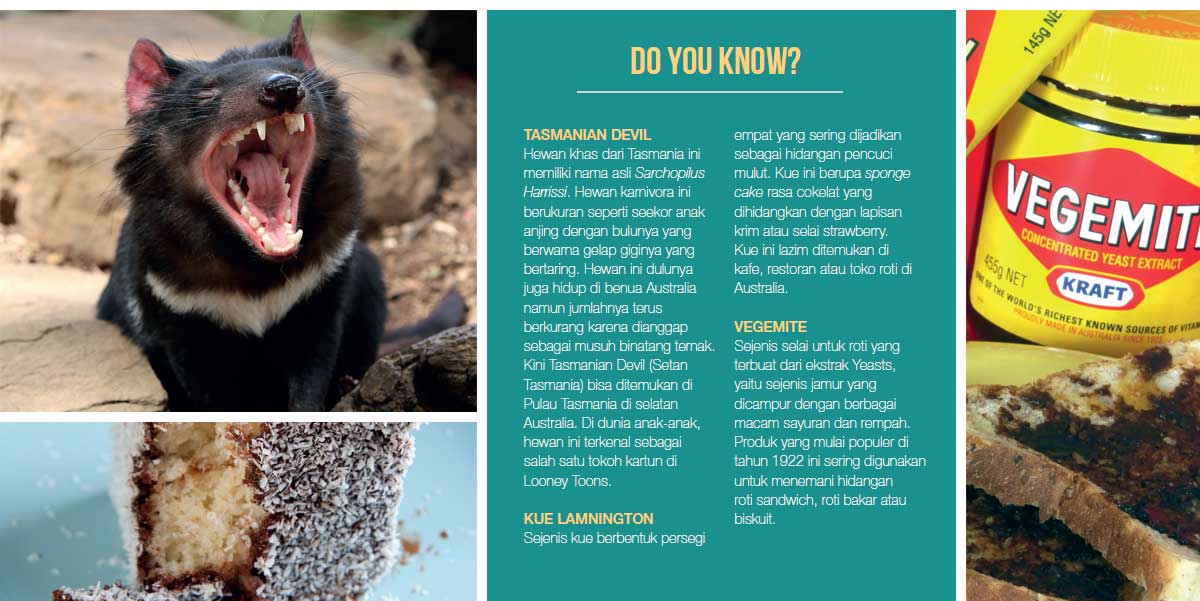 DO YOU KNOW?
TASMANIAN DEVIL
Hewan khas dari Tasmania ini
memiliki nama asli Sarchopilus
Harrissi. Hewan karnivora ini
berukuran seperti seekor anak
anjing dengan bulunya yang
berwarna gelap giginya yang
bertaring. Hewan ini dulunya
juga hidup di benua Australia
namun jumlahnya terus
berkurang karena dianggap
sebagai musuh binatang ternak.
Kini Tasmanian Devil (Setan
Tasmania) bisa ditemukan di
Pulau Tasmania di selatan
Australia. Di dunia anak-anak,
hewan ini terkenal sebagai
salah satu tokoh kartun di
Looney Toons.
KUE LAMNINGTON
Sejenis kue berbentuk persegi
empat yang sering dijadikan
sebagai hidangan pencuci
mulut. Kue ini berupa sponge
cake rasa cokelat yang
dihidangkan dengan lapisan
krim atau selai strawberry.
Kue ini lazim ditemukan di
kafe, restoran atau toko roti di
Australia.
VEGEMITE
Sejenis selai untuk roti yang
terbuat dari ekstrak Yeasts,
yaitu sejenis jamur yang
dicampur dengan berbagai
macam sayuran dan rempah.
Produk yang mulai populer di
tahun 1922 ini sering digunakan
untuk menemani hidangan
roti sandwich, roti bakar atau
biskuit.
145g NE
VEGEMIT
CONCENTRATED YEAST EXTRACT
455g NET
KRAFT
OF THE WORLD'S RICHEST KNOWN SOURCES OF VITAM
PROUDLY MADE IN AUSTRALIA SINCE